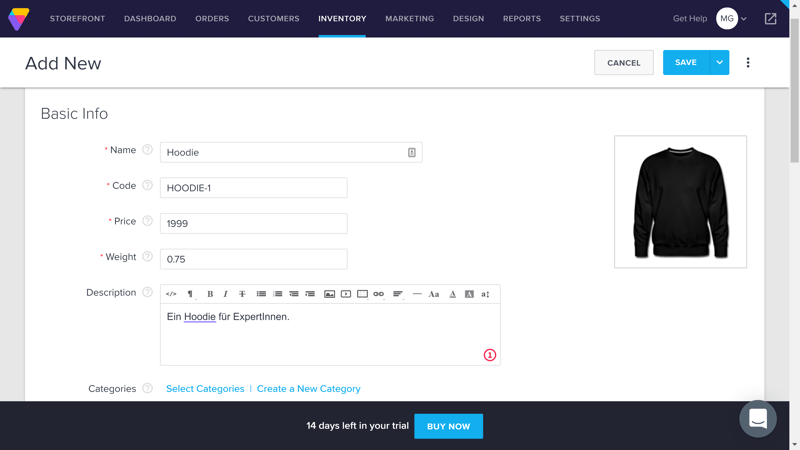 STOREFRONT DASHBOARD ORDERS CUSTOMERS INVENTORY MARKETING DESIGN REPORTS SETTINGS Get Help MG
Add New CANCEL SAVE
Basic Info
* Name Hoodie
* Code HOODIE-1
* Price 1999
* Weight 0.75
Description
Ein Hoodie für ExpertInnen.
1
Categories Select Categories | Create a New Category
14 days left in your trial BUY NOW